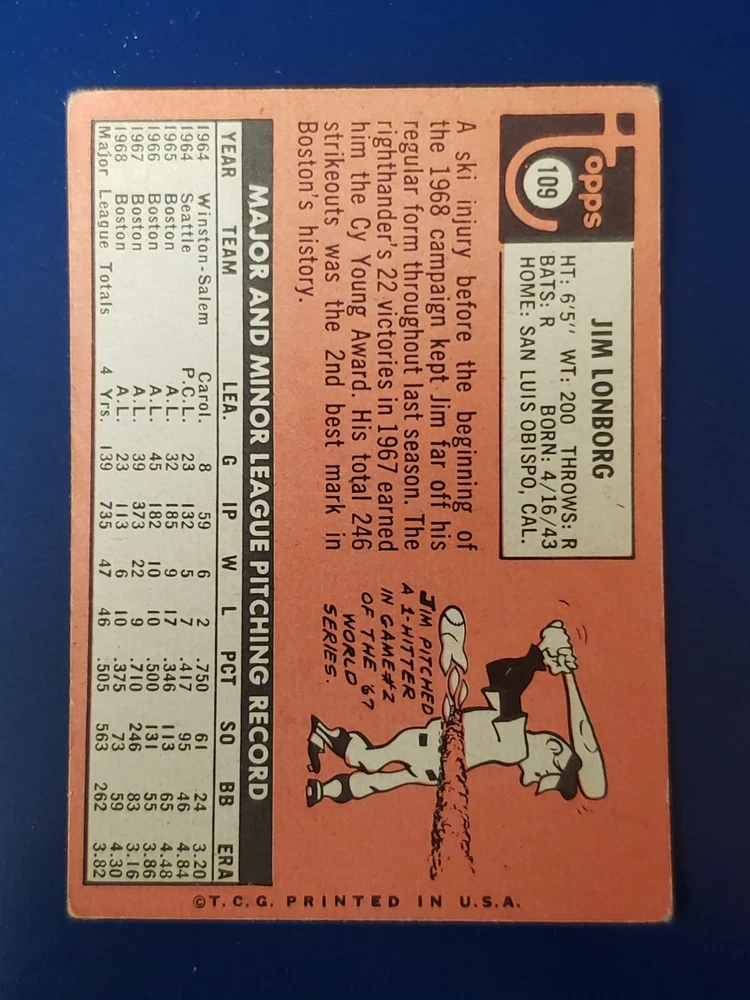 Topps
109
JIM LONBORG
HT: 6'5" WT: 200 THROWS: R
BATS: R BORN: 4/16/43
HOME: SAN LUIS OBISPO, CAL.
A ski injury before the beginning of
the 1968 campaign kept Jim far off his
regular form throughout last season. The
righthander's 22 victories in 1967 earned
him the Cy Young Award. His total 246
strikeouts was the 2nd best mark in
Boston's history.
JIM PITCHED
A 1-HITTER
IN GAME #2
OF THE '67
WORLD
SERIES.
MAJOR AND MINOR LEAGUE PITCHING RECORD
YEAR TEAM LEA. G IP W L PCT SO BB ERA
1964 Winston-Salem Carol. 8 59 6 2 .750 61 24 3.20
1964 Seattle P.C.L. 23 132 5 7 .417 95 46 4.84
1965 Boston A.L. 32 185 9 17 .346 113 65 4.48
1966 Boston A.L. 45 182 10 10 .500 131 55 3.86
1967 Boston A.L. 39 373 22 9 .710 246 83 3.16
1968 Boston A.L. 23 113 6 10 .375 73 59 4.30
Major League Totals 4 Yrs. 139 735 47 46 .505 563 262 3.82
©T.C.G. PRINTED IN U.S.A.